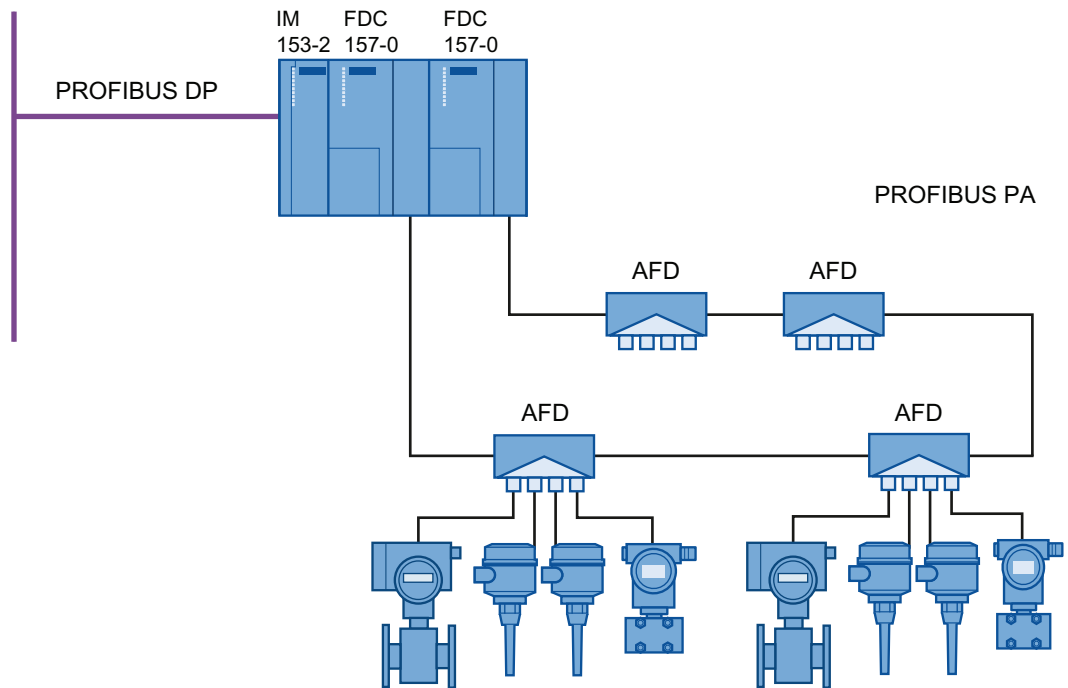 IM FDC FDC
153-2 157-0 157-0
PROFIBUS DP
PROFIBUS PA
AFD AFD
AFD AFD